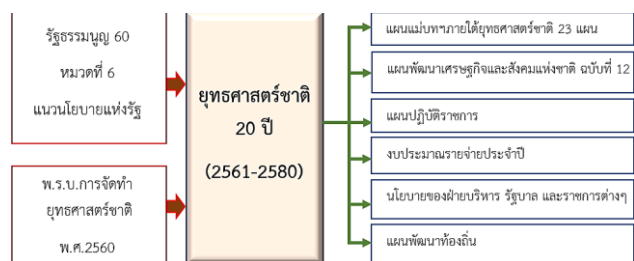 รัฐธรรมนูญ 60
หมวดที่ 6
แนวนโยบายแห่งรัฐ
พ.ร.บ.การจัดทำ
ยุทธศาสตร์ชาติ
พ.ศ.2560
ยุทธศาสตร์ชาติ
20 ปี
(2561-2580)
แผนแม่บทฯภายใต้ยุทธศาสตร์ชาติ 23 แผน
แผนพัฒนาเศรษฐกิจและสังคมแห่งชาติ ฉบับที่ 12
แผนปฏิบัติราชการ
งบประมาณรายจ่ายประจำปี
นโยบายของฝ่ายบริหาร รัฐบาล และราชการต่างๆ
แผนพัฒนาท้องถิ่น